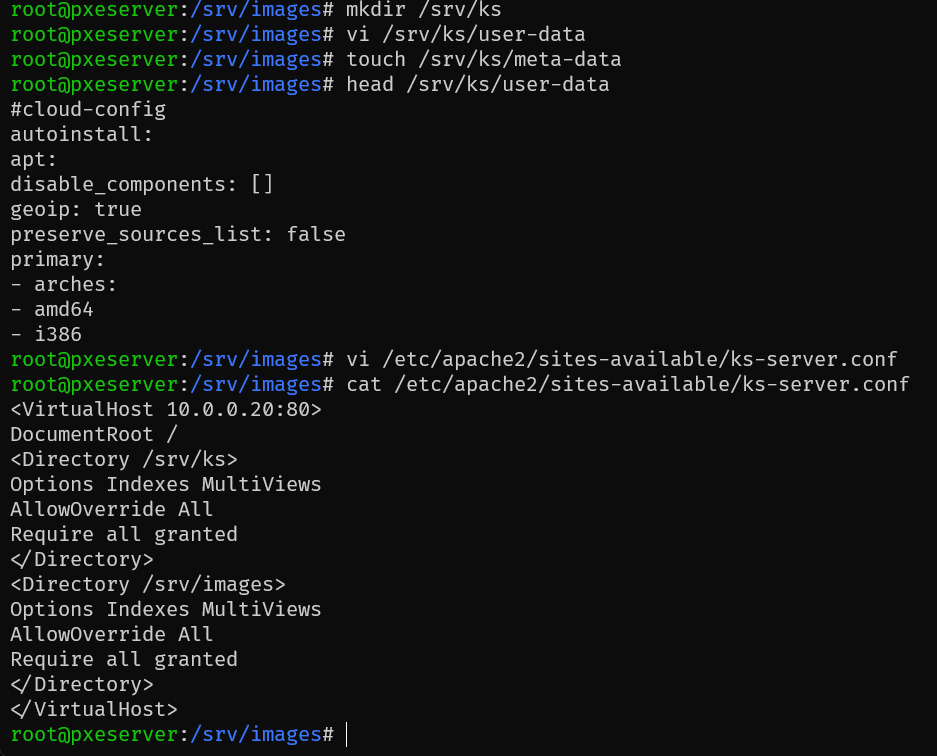 root@pxeserver:/srv/images# mkdir /srv/ks
root@pxeserver:/srv/images# vi /srv/ks/user-data
root@pxeserver:/srv/images# touch /srv/ks/meta-data
root@pxeserver:/srv/images# head /srv/ks/user-data
#cloud-config
autoinstall:
apt:
disable_components: []
geoip: true
preserve_sources_list: false
primary:
- arches:
- amd64
- i386
root@pxeserver:/srv/images# vi /etc/apache2/sites-available/ks-server.conf
root@pxeserver:/srv/images# cat /etc/apache2/sites-available/ks-server.conf
<VirtualHost 10.0.0.20:80>
DocumentRoot /
<Directory /srv/ks>
Options Indexes MultiViews
AllowOverride All
Require all granted
</Directory>
<Directory /srv/images>
Options Indexes MultiViews
AllowOverride All
Require all granted
</Directory>
</VirtualHost>
root@pxeserver:/srv/images#